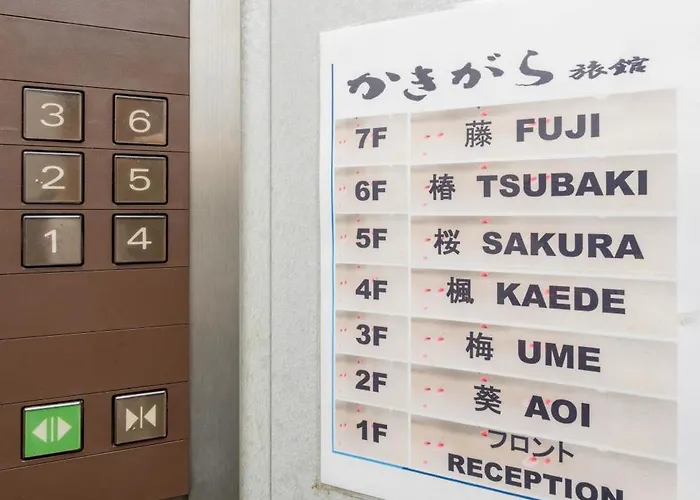 3 6
2 5
1 4
かきがら 旅館
7F 藤 FUJI
6F 椿 TSUBAKI
5F 桜 SAKURA
4F 楓 KAEDE
3F 梅 UME
2F 葵 AOI
1F フロント
RECEPTION